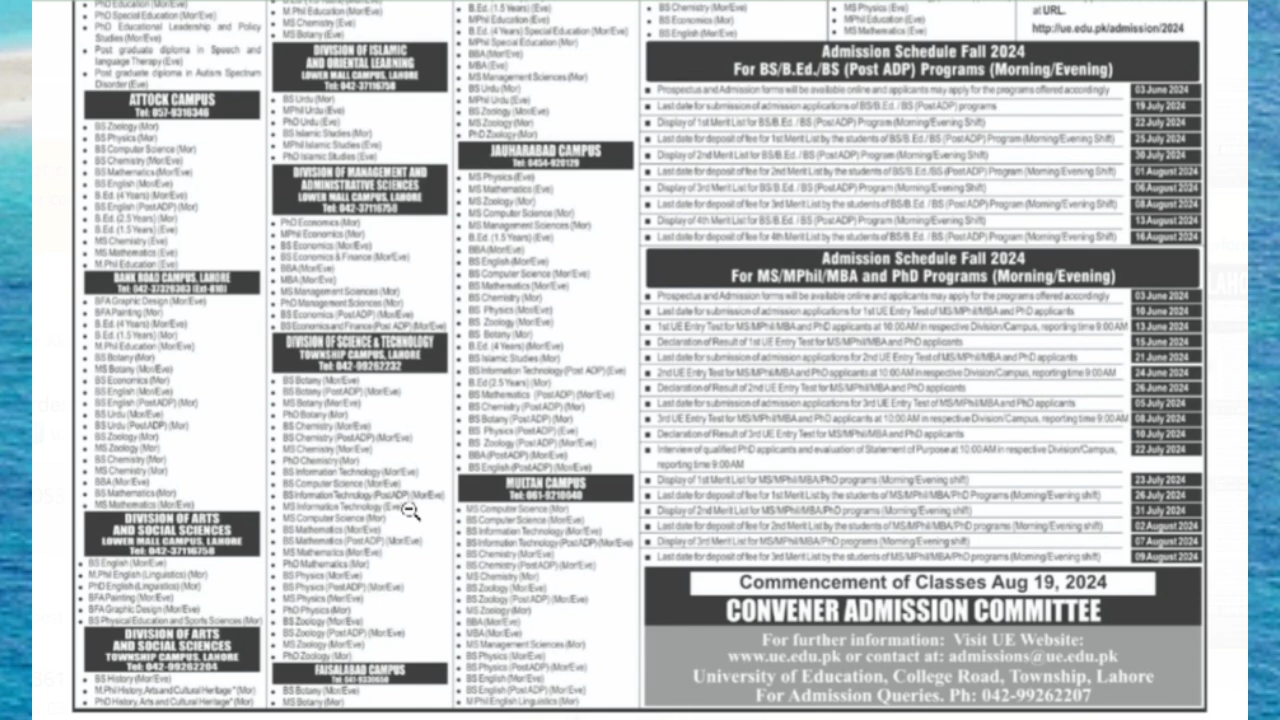 PhD Education (Mor/Eve)
PhD Special Education (Mor/Eve)
PhD Educational Leadership and Policy
Studies (Mor/Eve)
Post graduate diploma in Speech and
language Therapy (Eve)
Post graduate diploma in Autism Spectrum
Disorder (Eve)
ATTOCK CAMPUS
Tel: 057-9316346
BS Zoology (Mor)
BS Physics (Mor)
BS Computer Science (Mor)
BS Chemistry (Mor/Eve)
BS Mathematics (Mor/Eve)
BS English (Mor/Eve)
B.Ed. (4 Years) (Mor)
BS English (Post ADP) (Mor)
B.Ed. (2.5 Years) (Mor)
B.Ed. (1.5 Years) (Eve)
MS Chemistry (Eve)
MS Mathematics (Eve)
M.Phil Education (Eve)
BANK ROAD CAMPUS, LAHORE
Tel: 042-37320303 (Ext-810)
BFA Graphic Design (Mor/Eve)
BFA Painting (Mor/Eve)
B.Ed. (4 Years) (Mor/Eve)
B.Ed. (1.5 Years) (Mor/Eve)
M.Phil Education (Mor/Eve)
BS Botany (Mor/Eve)
MS Botany (Mor/Eve)
BS Economics (Mor)
BS English (Mor/Eve)
BS English (Post ADP) (Mor)
BS Urdu (Mor/Eve)
BS Urdu (Post ADP) (Mor)
BS Zoology (Mor)
MS Zoology (Mor)
BS Chemistry (Mor)
MS Chemistry (Mor)
BBA (Mor/Eve)
BS Mathematics (Mor)
MS Mathematics (Mor/Eve)
DIVISION OF ARTS
AND SOCIAL SCIENCES
LOWER MALL CAMPUS, LAHORE
Tel: 042-37116758
BS English (Mor/Eve)
M.Phil English (Linguistics) (Mor)
PhD English (Linguistics) (Mor)
BFA Painting (Mor/Eve)
BFA Graphic Design (Mor/Eve)
BS Physical Education and Sports Sciences (Mor)
DIVISION OF ARTS
AND SOCIAL SCIENCES
TOWNSHIP CAMPUS, LAHORE
Tel: 042-99262204
BS History (Mor/Eve)
M.Phil History, Arts and Cultural Heritage* (Mor)
PhD History, Arts and Cultural Heritage* (Mor)
M.Phil Education (Mor/Eve)
MS Chemistry (Mor/Eve)
MS Botany (Mor/Eve)
DIVISION OF ISLAMIC
AND ORIENTAL LEARNING
LOWER MALL CAMPUS, LAHORE
Tel: 042-37116758
BS Urdu (Mor)
MPhil Urdu (Mor/Eve)
PhD Urdu (Eve)
BS Islamic Studies (Mor)
MPhil Islamic Studies (Eve)
PhD Islamic Studies (Eve)
DIVISION OF MANAGEMENT AND
ADMINISTRATIVE SCIENCES
LOWER MALL CAMPUS, LAHORE
Tel: 042-37116758
PhD Economics (Mor)
MPhil Economics (Mor)
BS Economics (Mor/Eve)
BS Economics & Finance (Mor/Eve)
BBA (Mor/Eve)
MBA (Mor/Eve)
MS Management Sciences (Mor)
PhD Management Sciences (Mor)
BS Economics (Post ADP) (Mor/Eve)
BS Economics and Finance (Post ADP) (Mor/Eve)
DIVISION OF SCIENCE & TECHNOLOGY
TOWNSHIP CAMPUS, LAHORE
Tel: 042-99262232
BS Botany (Mor/Eve)
BS Botany (Post ADP) (Mor/Eve)
MS Botany (Mor/Eve)
PhD Botany (Mor)
BS Chemistry (Mor/Eve)
BS Chemistry (Post ADP) (Mor/Eve)
MS Chemistry (Mor/Eve)
PhD Chemistry (Mor)
BS Information Technology (Mor/Eve)
BS Computer Science (Mor/Eve)
BS Information Technology (Post ADP) (Mor/Eve)
MS Information Technology (Eve)
MS Computer Science (Mor)
BS Mathematics (Mor/Eve)
BS Mathematics (Post ADP) (Mor/Eve)
MS Mathematics (Mor/Eve)
PhD Mathematics (Mor)
BS Physics (Mor/Eve)
BS Physics (Post ADP) (Mor/Eve)
MS Physics (Mor/Eve)
PhD Physics (Mor)
BS Zoology (Mor/Eve)
BS Zoology (Post ADP) (Mor/Eve)
MS Zoology (Mor/Eve)
PhD Zoology (Mor)
FAISALABAD CAMPUS
Tel: 041-9330650
BS Botany (Mor/Eve)
MS Botany (Mor)
B.Ed. (1.5 Years) (Eve)
MPhil Education (Eve)
B.Ed. (4 Years) Special Education (Mor/Eve)
MPhil Special Education (Mor)
BBA (Mor/Eve)
MBA (Eve)
MS Management Sciences (Mor)
BS Urdu (Mor)
MPhil Urdu (Eve)
BS Zoology (Mor/Eve)
MS Zoology (Mor)
PhD Zoology (Mor)
JAUHARABAD CAMPUS
Tel: 0454-920129
MS Physics (Eve)
MS Mathematics (Eve)
MS Zoology (Mor)
MS Computer Science (Mor)
MS Management Sciences (Mor)
B.Ed. (1.5 Years) (Eve)
BBA (Mor/Eve)
BS English (Mor/Eve)
BS Computer Science (Mor/Eve)
BS Mathematics (Mor/Eve)
BS Chemistry (Mor)
BS Physics (Mor/Eve)
BS Zoology (Mor/Eve)
BS Botany (Mor/Eve)
B.Ed. (4 Years) (Mor/Eve)
BS Islamic Studies (Mor)
BS Information Technology (Post ADP) (Eve)
B.Ed (2.5 Years) (Mor)
BS Mathematics (Post ADP) (Mor/Eve)
BS Chemistry (Post ADP) (Mor)
BS Botany (Post ADP) (Mor/Eve)
BS Physics (Post ADP) (Eve)
BS Zoology (Post ADP) (Mor/Eve)
BBA (Post ADP) (Mor/Eve)
BS English (Post ADP) (Mor/Eve)
MULTAN CAMPUS
Tel: 061-9210040
MS Computer Science (Mor)
BS Computer Science (Mor/Eve)
BS Information Technology (Mor/Eve)
BS Information Technology (Post ADP) (Mor/Eve)
BS Chemistry (Mor/Eve)
BS Chemistry (Post ADP) (Mor/Eve)
MS Chemistry (Mor)
BS Zoology (Mor/Eve)
BS Zoology (Post ADP) (Mor/Eve)
MS Zoology (Mor)
BBA (Mor/Eve)
MBA (Mor/Eve)
MS Management Sciences (Mor)
BS Physics (Mor/Eve)
BS Physics (Post ADP) (Mor/Eve)
BS English (Mor/Eve)
BS English (Post ADP) (Mor/Eve)
M Phil English Linguistics (Mor)
BS Chemistry (Mor/Eve)
BS Economics (Mor)
BS English (Mor/Eve)
MS Physics (Mor/Eve)
MPhil Education (Mor/Eve)
MS Mathematics (Mor/Eve)
at URL.
http://ue.edu.pk/admission/2024
Admission Schedule Fall 2024
For BS/B.Ed./BS (Post ADP) Programs (Morning/Evening)
Prospectus and Admission forms will be available online and applicants may apply for the programs offered accordingly 03 June 2024
Last date for submission of admission applications of BS/B.Ed. / BS (Post ADP) programs 19 July 2024
Display of 1st Merit List for BS/B.Ed. / BS (Post ADP) Program (Morning/Evening Shift) 22 July 2024
Last date for deposit of fee for 1st Merit List by the students of BS/B.Ed. / BS (Post ADP) Program (Morning/Evening Shift) 25 July 2024
Display of 2nd Merit List for BS/B.Ed. / BS (Post ADP) Program (Morning/Evening Shift) 30 July 2024
Last date for deposit of fee for 2nd Merit List by the students of BS/B.Ed. / BS (Post ADP) Program (Morning/Evening Shift) 01 August 2024
Display of 3rd Merit List for BS/B.Ed. / BS (Post ADP) Program (Morning/Evening Shift) 06 August 2024
Last date for deposit of fee for 3rd Merit List by the students of BS/B.Ed. / BS (Post ADP) Program (Morning/Evening Shift) 08 August 2024
Display of 4th Merit List for BS/B.Ed. / BS (Post ADP) Program (Morning/Evening Shift) 13 August 2024
Last date for deposit of fee for 4th Merit List by the students of BS/B.Ed. / BS (Post ADP) Program (Morning/Evening Shift) 16 August 2024
Admission Schedule Fall 2024
For MS/MPhil/MBA and PhD Programs (Morning/Evening)
Prospectus and Admission forms will be available online and applicants may apply for the programs offered accordingly 03 June 2024
Last date for submission of admission applications for 1st UE Entry Test of MS/MPhil/MBA and PhD applicants 10 June 2024
1st UE Entry Test for MS/MPhil/MBA and PhD applicants at 10:00 AM in respective Division/Campus, reporting time 9:00 AM 13 June 2024
Declaration of Result of 1st UE Entry Test for MS/MPhil/MBA and PhD applicants 15 June 2024
Last date for submission of admission applications for 2nd UE Entry Test of MS/MPhil/MBA and PhD applicants 21 June 2024
2nd UE Entry Test for MS/MPhil/MBA and PhD applicants at 10:00 AM in respective Division/Campus, reporting time 9:00 AM 24 June 2024
Declaration of Result of 2nd UE Entry Test for MS/MPhil/MBA and PhD applicants 26 June 2024
Last date for submission of admission applications for 3rd UE Entry Test of MS/MPhil/MBA and PhD applicants 05 July 2024
3rd UE Entry Test for MS/MPhil/MBA and PhD applicants at 10:00 AM in respective Division/Campus, reporting time 9:00 AM 08 July 2024
Declaration of Result of 3rd UE Entry Test for MS/MPhil/MBA and PhD applicants 10 July 2024
Interview of qualified PhD applicants and evaluation of Statement of Purpose at 10:00 AM in respective Division/Campus, 22 July 2024
reporting time 9:00 AM
Display of 1st Merit List for MS/MPhil/MBA/PhD programs (Morning/Evening shift) 23 July 2024
Last date for deposit of fee for 1st Merit List by the students of MS/MPhil/MBA/PhD programs (Morning/Evening shift) 26 July 2024
Display of 2nd Merit List for MS/MPhil/MBA/PhD programs (Morning/Evening shift) 31 July 2024
Last date for deposit of fee for 2nd Merit List by the students of MS/MPhil/MBA/PhD programs (Morning/Evening shift) 02 August 2024
Display of 3rd Merit List for MS/MPhil/MBA/PhD programs (Morning/Evening shift) 07 August 2024
Last date for deposit of fee for 3rd Merit List by the students of MS/MPhil/MBA/PhD programs (Morning/Evening shift) 09 August 2024
Commencement of Classes Aug 19, 2024
CONVENER ADMISSION COMMITTEE
For further information: Visit UE Website:
www.ue.edu.pk or contact at: admissions@ue.edu.pk
University of Education, College Road, Township, Lahore
For Admission Queries. Ph: 042-99262207